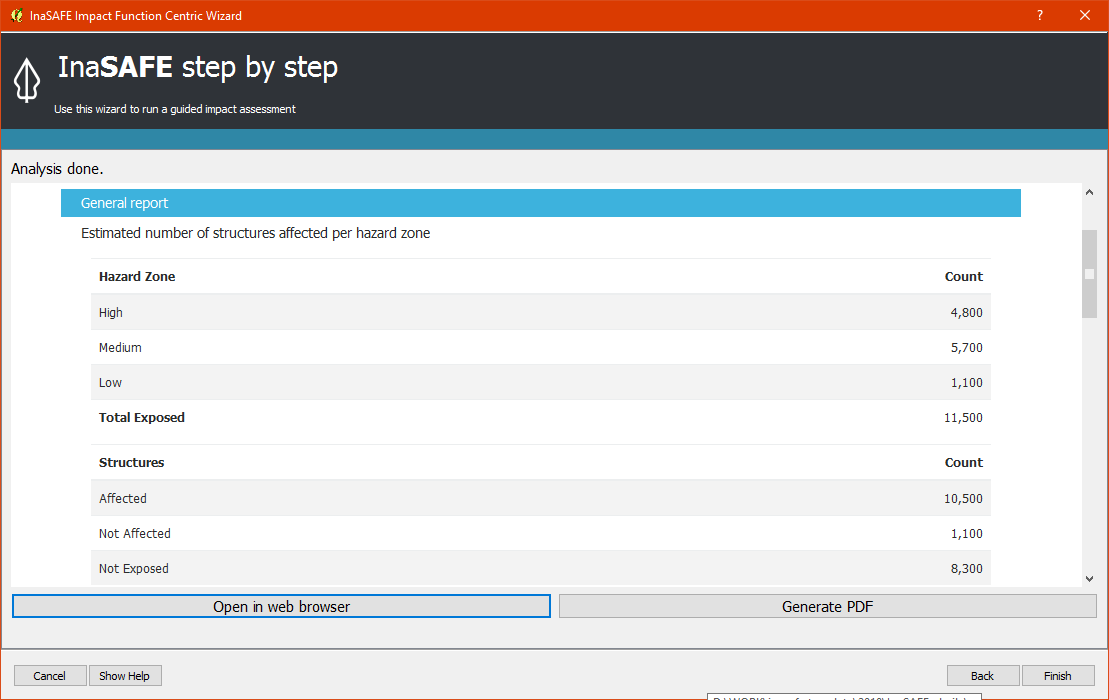 InaSAFE Impact Function Centric Wizard
?
InaSAFE step by step
Use this wizard to run a guided impact assessment
Analysis done.
General report
Estimated number of structures affected per hazard zone
Hazard Zone Count
High 4,800
Medium 5,700
Low 1,100
Total Exposed 11,500
Structures Count
Affected 10,500
Not Affected 1,100
Not Exposed 8,300
Open in web browser Generate PDF
Cancel Show Help Back Finish